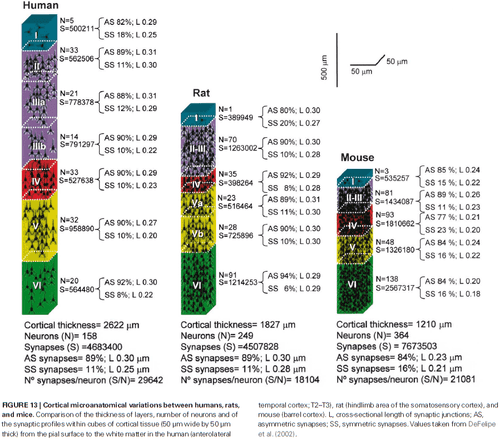 Human
N=5
S=500211
AS 82%; L 0.29
SS 18%; L 0.25
I
N=33
S=562506
AS 89%; L 0.31
SS 11%; L 0.30
II
N=21
S=778378
AS 88%; L 0.31
SS 12%; L 0.29
IIIa
N=14
S=791297
AS 90%; L 0.29
SS 10%; L 0.22
IIIb
N=33
S=527638
AS 90%; L 0.29
SS 10%; L 0.23
IV
N=32
S=958890
AS 90%; L 0.27
SS 10%; L 0.20
V
N=20
S=564480
AS 92%; L 0.30
SS 8%; L 0.22
VI
Cortical thickness= 2622 µm
Neurons (N)= 158
Synapses (S) =4683400
AS synapses= 89%; L 0.30 µm
SS synapses= 11%; L 0.25 µm
Nº synapses/neuron (S/N)= 29642
Rat
N=1
S=389949
AS 80%; L 0.30
SS 20%; L 0.27
I
N=70
S=1263002
AS 90%; L 0.30
SS 10%; L 0.28
II-III
N=35
S=398264
AS 92%; L 0.29
SS 8%; L 0.28
IV
N=23
S=516464
AS 89%; L 0.31
SS 11%; L 0.30
Va
N=28
S=725896
AS 90%; L 0.30
SS 10%; L 0.30
Vb
N=91
S=1214253
AS 94%; L 0.29
SS 6%; L 0.29
VI
Cortical thickness= 1827 µm
Neurons (N)= 249
Synapses (S)= 4507828
AS synapses= 89%; L 0.30 µm
SS synapses= 11%; L 0.28 µm
Nº synapses/neuron (S/N)= 18104
500 µm
50 µm
50 µm
Mouse
N=3
S=535257
AS 85 %; L 0.24
SS 15 %; L 0.22
I
N=81
S=1434087
AS 89 %; L 0.26
SS 11 %; L 0.23
II-III
N=93
S=1810662
AS 77 %; L 0.21
SS 23 %; L 0.20
IV
N=48
S=1326180
AS 84 %; L 0.24
SS 16 %; L 0.22
V
N=138
S=2567317
AS 84 %; L 0.20
SS 16 %; L 0.18
VI
Cortical thickness= 1210 µm
Neurons (N)= 364
Synapses (S)= 7673503
AS synapses= 84%; L 0.23 µm
SS synapses= 16%; L 0.21 µm
Nº synapses/neuron (S/N)= 21081
FIGURE 13 | Cortical microanatomical variations between humans, rats,
and mice. Comparison of the thickness of layers, number of neurons and of
the synaptic profiles within cubes of cortical tissue (50 µm wide by 50 µm
thick) from the pial surface to the white matter in the human (anterolateral
temporal cortex; T2–T3), rat (hindlimb area of the somatosensory cortex), and
mouse (barrel cortex). L, cross-sectional length of synaptic junctions; AS,
asymmetric synapses; SS, symmetric synapses. Values taken from DeFelipe
et al. (2002).